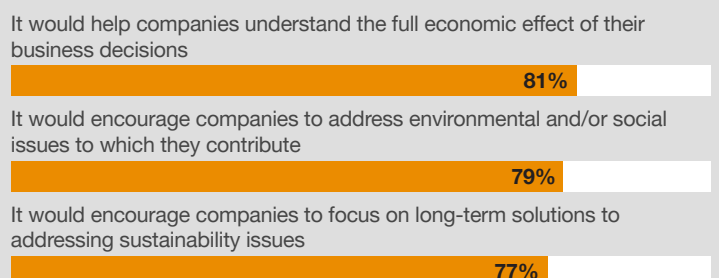 It would help companies understand the full economic effect of their
business decisions
81%
It would encourage companies to address environmental and/or social
issues to which they contribute
79%
It would encourage companies to focus on long-term solutions to
addressing sustainability issues
77%